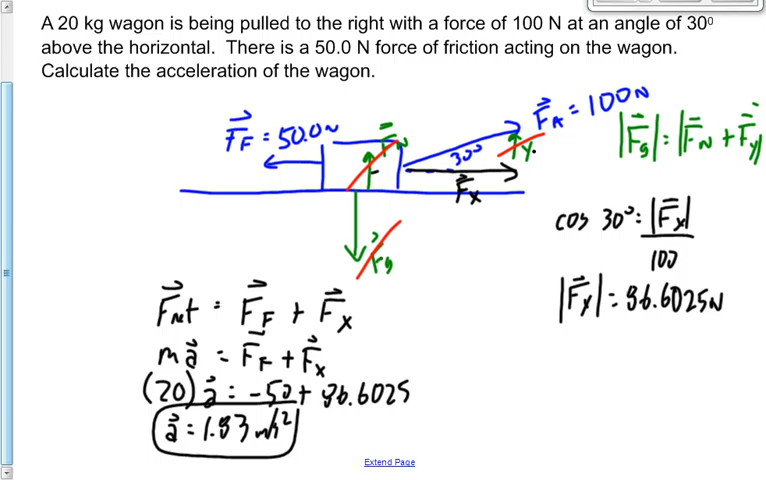 A 20 kg wagon is being pulled to the right with a force of 100 N at an angle of 30⁰
above the horizontal. There is a 50.0 N force of friction acting on the wagon.
Calculate the acceleration of the wagon.
F⃗F = 50.0N
F⃗N
30°
F⃗A = 100N
y
F⃗x
|F⃗g| = |F⃗N + F⃗y|
F⃗g
cos 30° = |F⃗x| / 100
|F⃗x| = 86.6025N
F⃗net = F⃗F + F⃗x
ma⃗ = F⃗F + F⃗x
(20) a⃗ = -50 + 86.6025
a⃗ = 1.83 m/s²
Extend Page